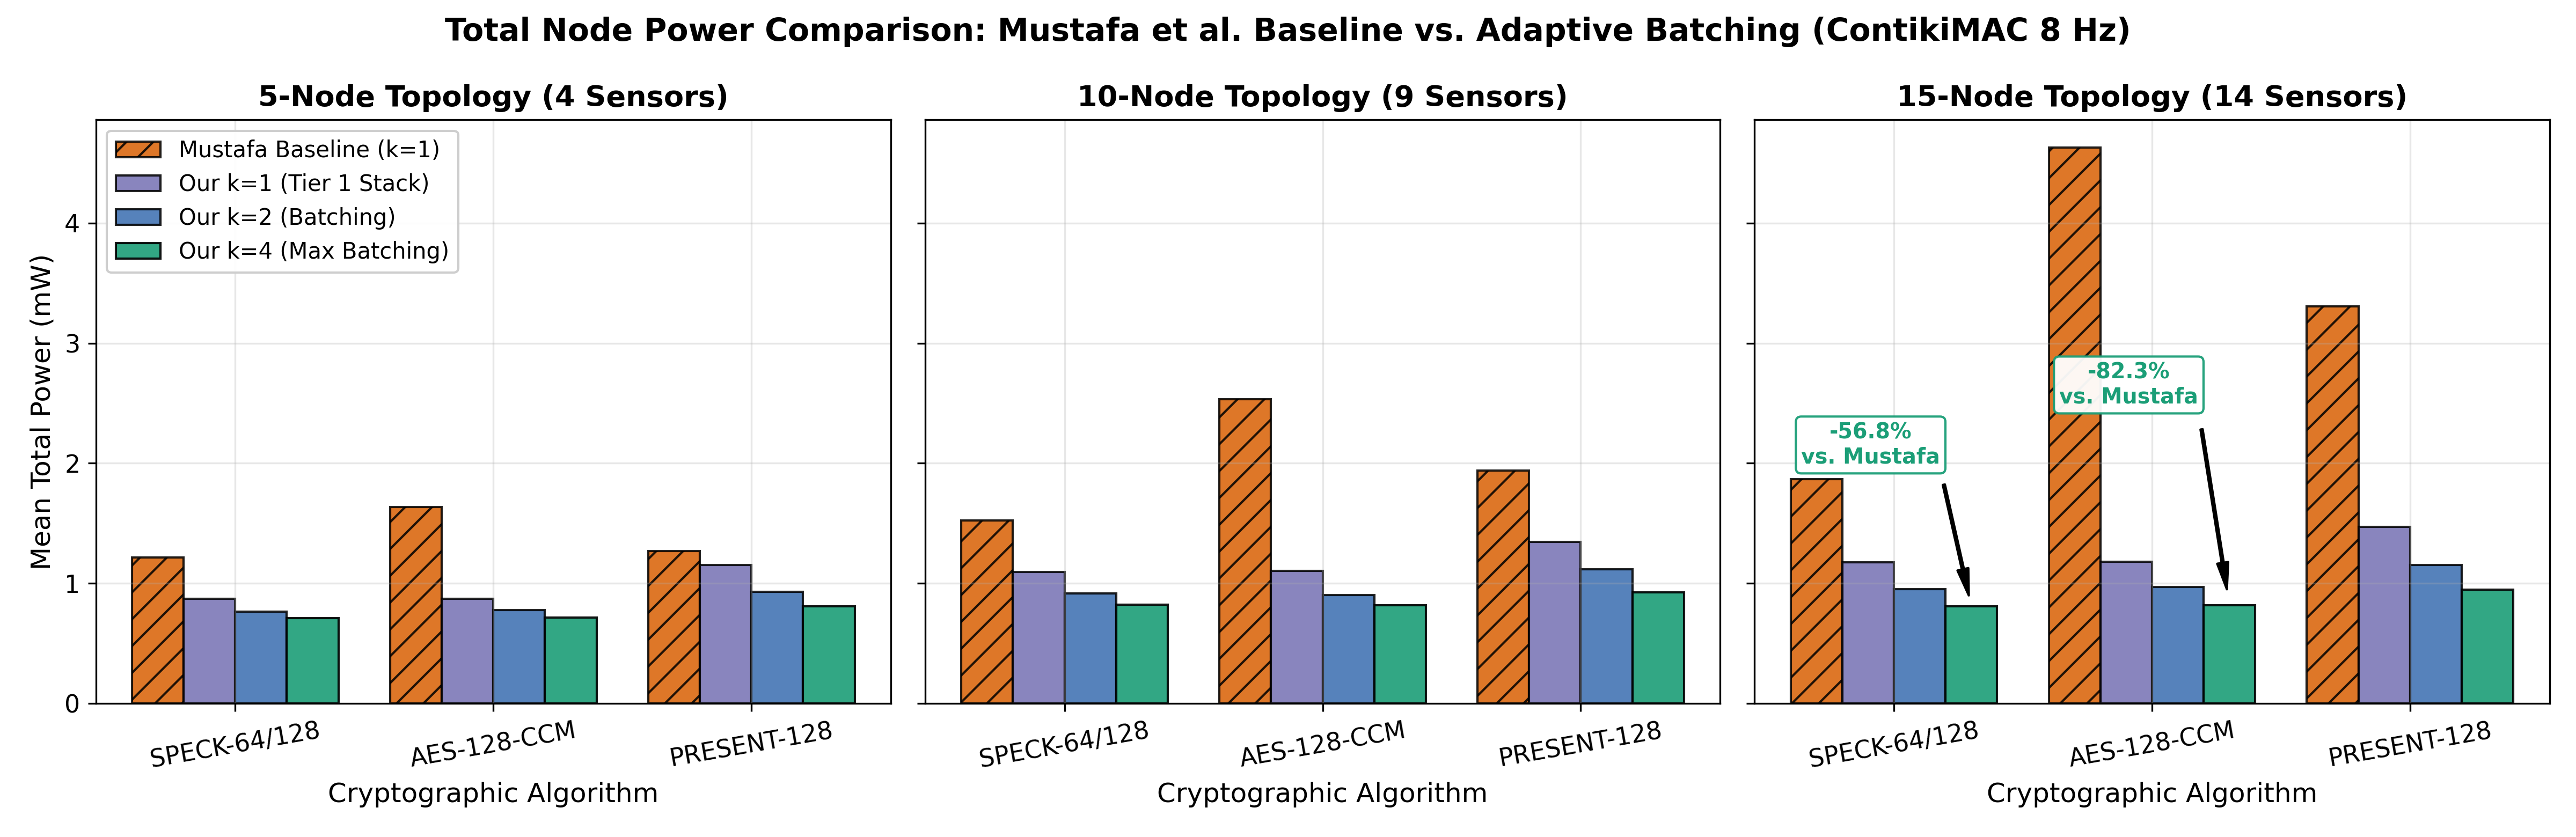 Total Node Power Comparison: Mustafa et al. Baseline vs. Adaptive Batching (ContikiMAC 8 Hz)
5-Node Topology (4 Sensors)
Mustafa Baseline (k=1)
Our k=1 (Tier 1 Stack)
Our k=2 (Batching)
Our k=4 (Max Batching)
Mean Total Power (mW)
4
3
2
1
0
SPECK-64/128
AES-128-CCM
PRESENT-128
Cryptographic Algorithm
10-Node Topology (9 Sensors)
SPECK-64/128
AES-128-CCM
PRESENT-128
Cryptographic Algorithm
15-Node Topology (14 Sensors)
-56.8%
vs. Mustafa
-82.3%
vs. Mustafa
SPECK-64/128
AES-128-CCM
PRESENT-128
Cryptographic Algorithm